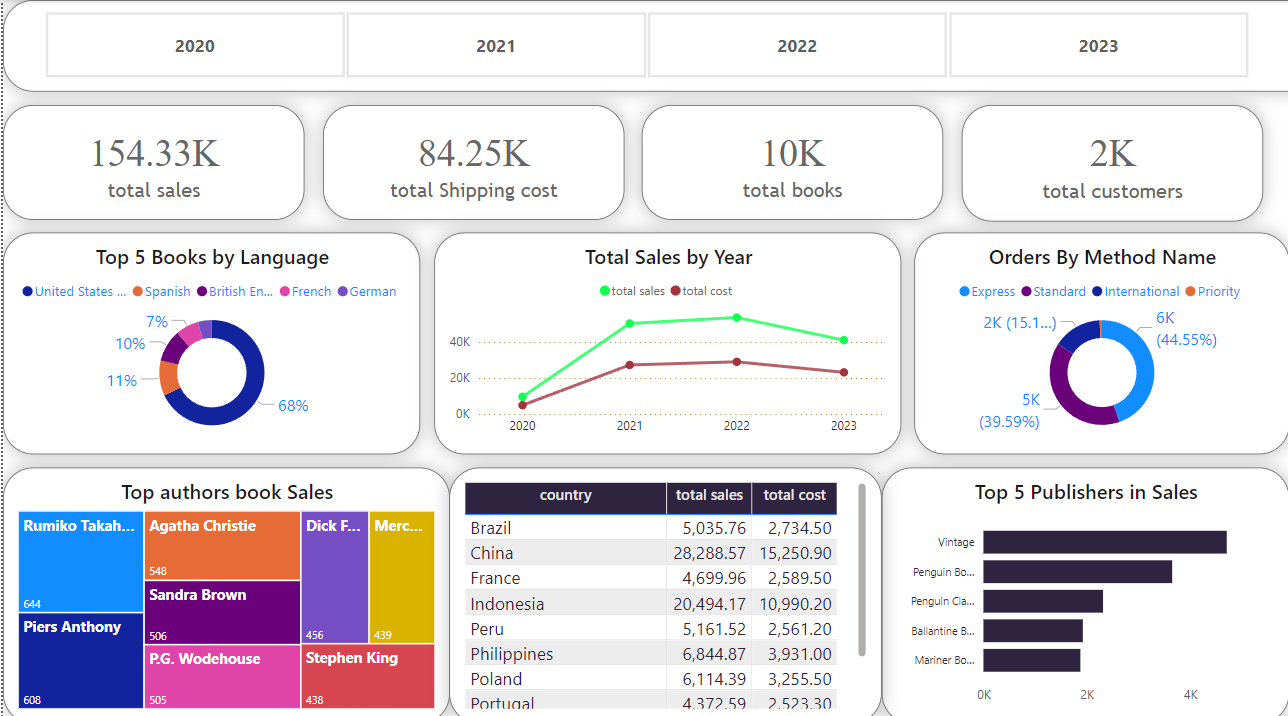 2020 2021 2022 2023
154.33K 84.25K 10K 2K
total sales total Shipping cost total books total customers
Top 5 Books by Language
United States ... Spanish British En... French German
7%
10%
11%
68%
Total Sales by Year
total sales total cost
40K
20K
0K
2020 2021 2022 2023
Orders By Method Name
Express Standard International Priority
2K (15.1...)
6K
(44.55%)
5K
(39.59%)
Top authors book Sales
Rumiko Takah...
644
Piers Anthony
608
Agatha Christie
548
Sandra Brown
506
P.G. Wodehouse
505
Dick F...
456
Merc...
439
Stephen King
438
country total sales total cost
Brazil 5,035.76 2,734.50
China 28,288.57 15,250.90
France 4,699.96 2,589.50
Indonesia 20,494.17 10,990.20
Peru 5,161.52 2,561.20
Philippines 6,844.87 3,931.00
Poland 6,114.39 3,255.50
Portugal 4,372.59 2,523.30
Top 5 Publishers in Sales
Vintage
Penguin Bo...
Penguin Cla...
Ballantine B...
Mariner Bo...
0K 2K 4K